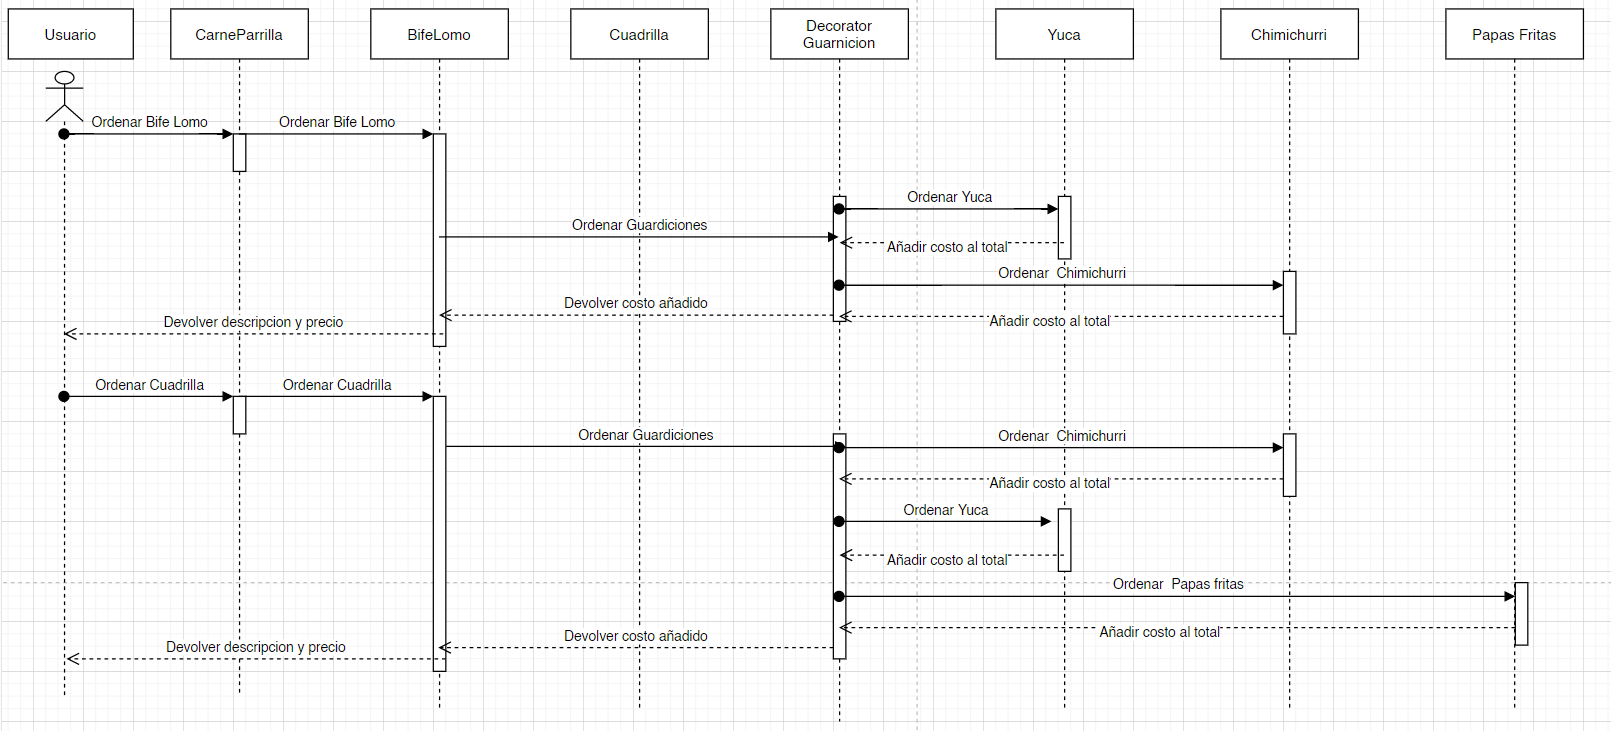 Usuario
CarneParrilla
BifeLomo
Cuadrilla
Decorator
Guarnicion
Yuca
Chimichurri
Papas Fritas
Ordenar Bife Lomo
Ordenar Bife Lomo
Ordenar Yuca
Ordenar Guardiciones
Añadir costo al total
Ordenar Chimichurri
Devolver costo añadido
Añadir costo al total
Devolver descripcion y precio
Ordenar Cuadrilla
Ordenar Cuadrilla
Ordenar Guardiciones
Ordenar Chimichurri
Añadir costo al total
Ordenar Yuca
Añadir costo al total
Ordenar Papas fritas
Añadir costo al total
Devolver costo añadido
Devolver descripcion y precio